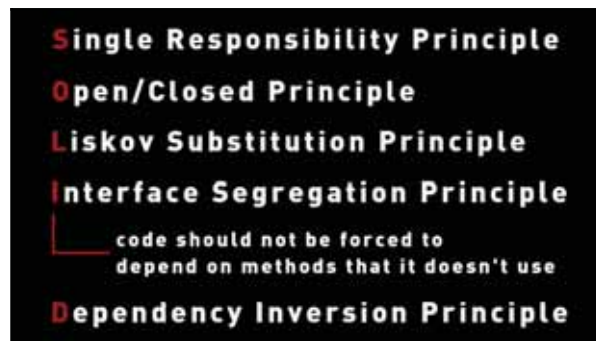 Single Responsibility Principle
Open/Closed Principle
Liskov Substitution Principle
Interface Segregation Principle
code should not be forced to
depend on methods that it doesn't use
Dependency Inversion Principle